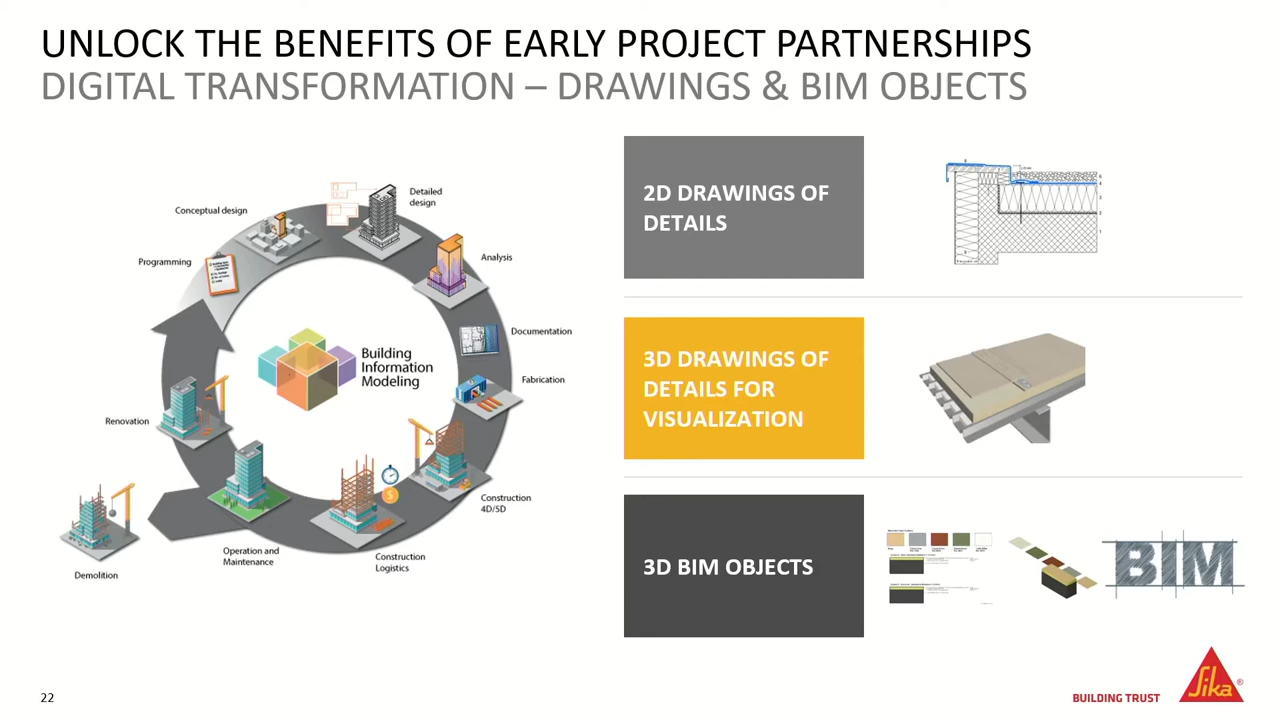 UNLOCK THE BENEFITS OF EARLY PROJECT PARTNERSHIPS
DIGITAL TRANSFORMATION – DRAWINGS & BIM OBJECTS
Conceptual design
Detailed
design
Programming
Analysis
Documentation
Fabrication
Building
Information
Modeling
Renovation
Construction
4D/5D
Operation and
Maintenance
Construction
Logistics
Demolition
2D DRAWINGS OF
DETAILS
3D DRAWINGS OF
DETAILS FOR
VISUALIZATION
3D BIM OBJECTS
BIM
22
BUILDING TRUST
Sika®